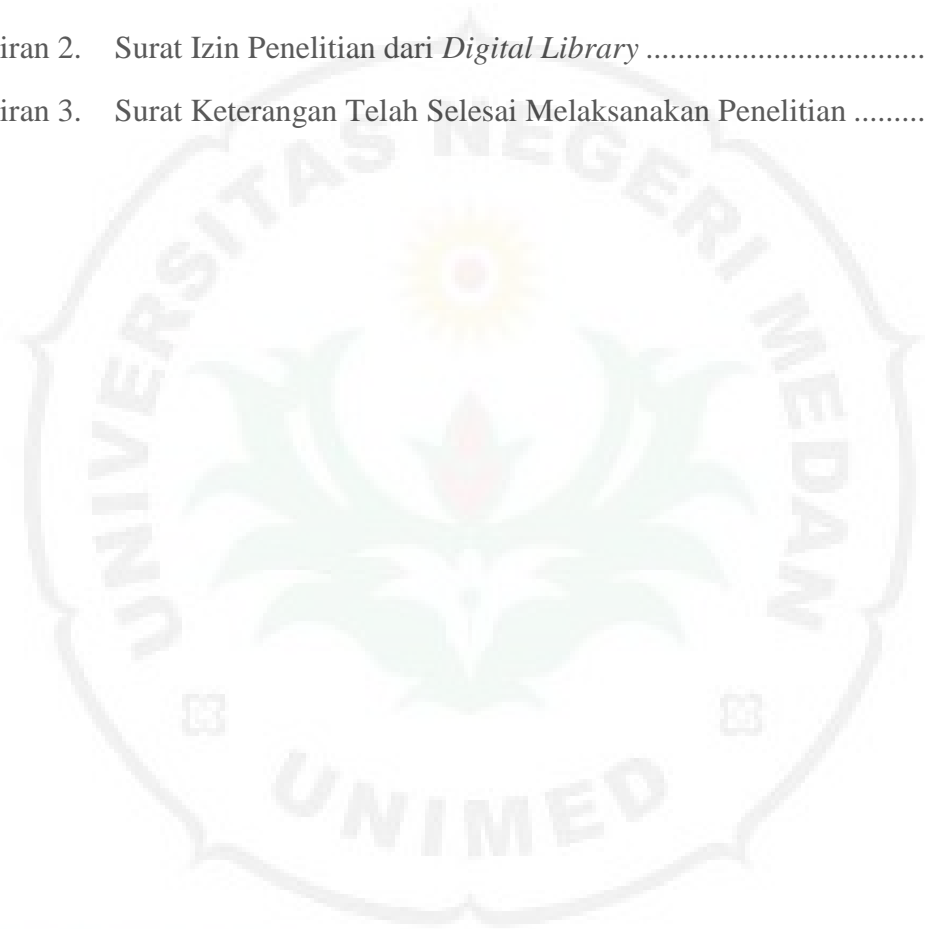 iran 2. Surat Izin Penelitian dari Digital Library ...................................
iran 3. Surat Keterangan Telah Selesai Melaksanakan Penelitian .........
UNIVERSITAS NEGERI MEDAN
UNIMED